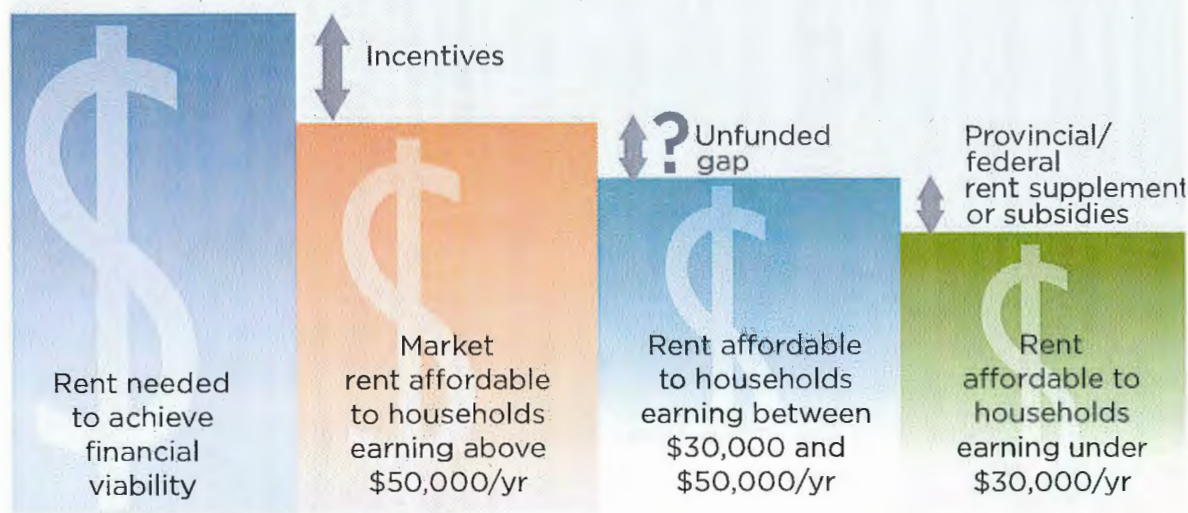 Incentives
? Unfunded
gap
Provincial/
federal
rent supplement
or subsidies
Rent needed
to achieve
financial
viability
Market
rent affordable
to households
earning above
$50,000/yr
Rent affordable
to households
earning between
$30,000 and
$50,000/yr
Rent
affordable to
households
earning under
$30,000/yr